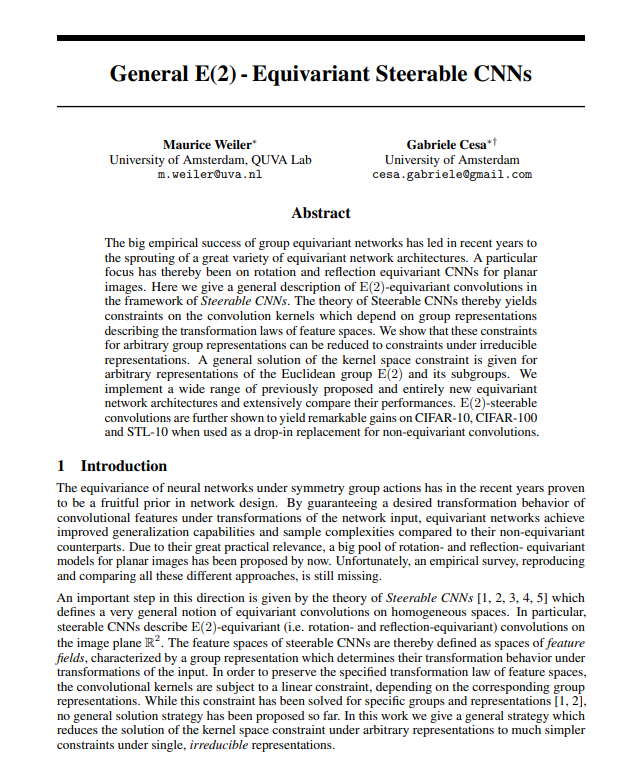 General E(2) - Equivariant Steerable CNNs
Maurice Weiler*
University of Amsterdam, QUVA Lab
m.weiler@uva.nl
Gabriele Cesa*†
University of Amsterdam
cesa.gabriele@gmail.com
Abstract
The big empirical success of group equivariant networks has led in recent years to
the sprouting of a great variety of equivariant network architectures. A particular
focus has thereby been on rotation and reflection equivariant CNNs for planar
images. Here we give a general description of E(2)-equivariant convolutions in
the framework of Steerable CNNs. The theory of Steerable CNNs thereby yields
constraints on the convolution kernels which depend on group representations
describing the transformation laws of feature spaces. We show that these constraints
for arbitrary group representations can be reduced to constraints under irreducible
representations. A general solution of the kernel space constraint is given for
arbitrary representations of the Euclidean group E(2) and its subgroups. We
implement a wide range of previously proposed and entirely new equivariant
network architectures and extensively compare their performances. E(2)-steerable
convolutions are further shown to yield remarkable gains on CIFAR-10, CIFAR-100
and STL-10 when used as a drop-in replacement for non-equivariant convolutions.
1 Introduction
The equivariance of neural networks under symmetry group actions has in the recent years proven
to be a fruitful prior in network design. By guaranteeing a desired transformation behavior of
convolutional features under transformations of the network input, equivariant networks achieve
improved generalization capabilities and sample complexities compared to their non-equivariant
counterparts. Due to their great practical relevance, a big pool of rotation- and reflection- equivariant
models for planar images has been proposed by now. Unfortunately, an empirical survey, reproducing
and comparing all these different approaches, is still missing.
An important step in this direction is given by the theory of Steerable CNNs [1, 2, 3, 4, 5] which
defines a very general notion of equivariant convolutions on homogeneous spaces. In particular,
steerable CNNs describe E(2)-equivariant (i.e. rotation- and reflection-equivariant) convolutions on
the image plane ℝ². The feature spaces of steerable CNNs are thereby defined as spaces of feature
fields, characterized by a group representation which determines their transformation behavior under
transformations of the input. In order to preserve the specified transformation law of feature spaces,
the convolutional kernels are subject to a linear constraint, depending on the corresponding group
representations. While this constraint has been solved for specific groups and representations [1, 2],
no general solution strategy has been proposed so far. In this work we give a general strategy which
reduces the solution of the kernel space constraint under arbitrary representations to much simpler
constraints under single, irreducible representations.